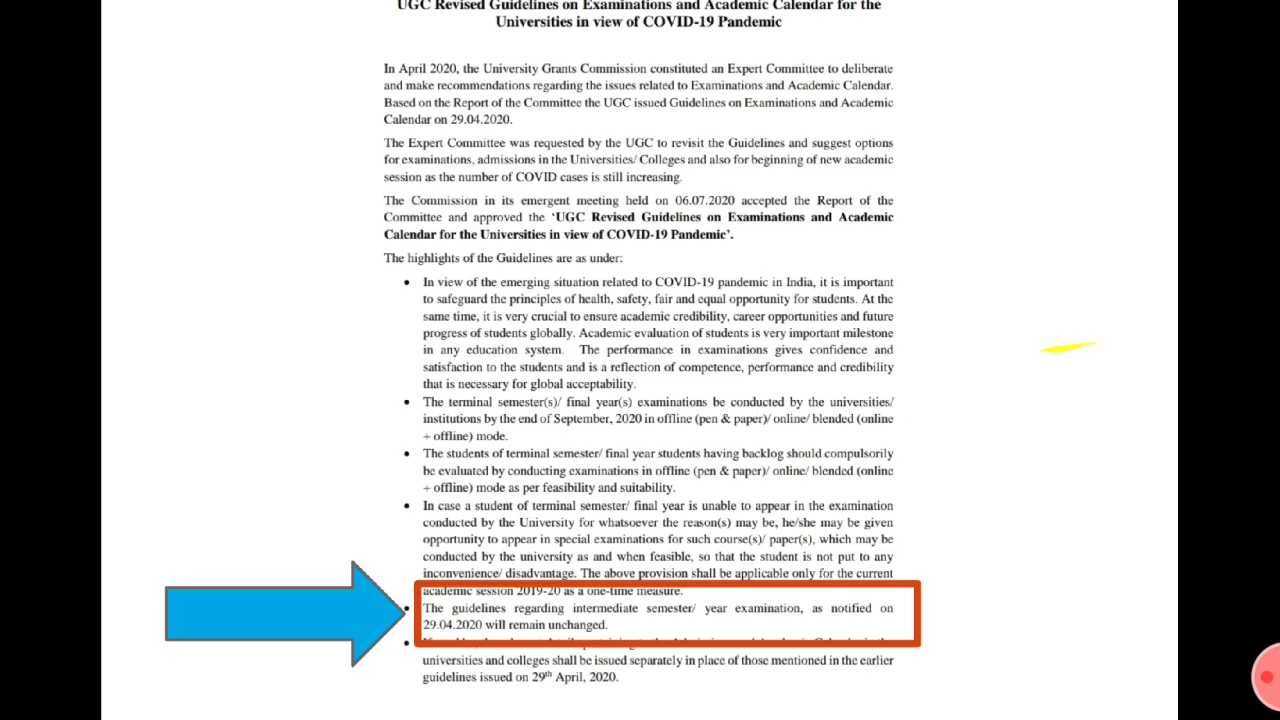 UGC Revised Guidelines on Examinations and Academic Calendar for the
Universities in view of COVID-19 Pandemic
In April 2020, the University Grants Commission constituted an Expert Committee to deliberate
and make recommendations regarding the issues related to Examinations and Academic Calendar.
Based on the Report of the Committee the UGC issued Guidelines on Examinations and Academic
Calendar on 29.04.2020.
The Expert Committee was requested by the UGC to revisit the Guidelines and suggest options
for examinations, admissions in the Universities/ Colleges and also for beginning of new academic
session as the number of COVID cases is still increasing.
The Commission in its emergent meeting held on 06.07.2020 accepted the Report of the
Committee and approved the ‘UGC Revised Guidelines on Examinations and Academic
Calendar for the Universities in view of COVID-19 Pandemic’.
The highlights of the Guidelines are as under:
• In view of the emerging situation related to COVID-19 pandemic in India, it is important
to safeguard the principles of health, safety, fair and equal opportunity for students. At the
same time, it is very crucial to ensure academic credibility, career opportunities and future
progress of students globally. Academic evaluation of students is very important milestone
in any education system. The performance in examinations gives confidence and
satisfaction to the students and is a reflection of competence, performance and credibility
that is necessary for global acceptability.
• The terminal semester(s)/ final year(s) examinations be conducted by the universities/
institutions by the end of September, 2020 in offline (pen & paper)/ online/ blended (online
+ offline) mode.
• The students of terminal semester/ final year students having backlog should compulsorily
be evaluated by conducting examinations in offline (pen & paper)/ online/ blended (online
+ offline) mode as per feasibility and suitability.
• In case a student of terminal semester/ final year is unable to appear in the examination
conducted by the University for whatsoever the reason(s) may be, he/she may be given
opportunity to appear in special examinations for such course(s)/ paper(s), which may be
conducted by the university as and when feasible, so that the student is not put to any
inconvenience/ disadvantage. The above provision shall be applicable only for the current
academic session 2019-20 as a one-time measure.
• The guidelines regarding intermediate semester/ year examination, as notified on
29.04.2020 will remain unchanged.
universities and colleges shall be issued separately in place of those mentioned in the earlier
guidelines issued on 29th April, 2020.